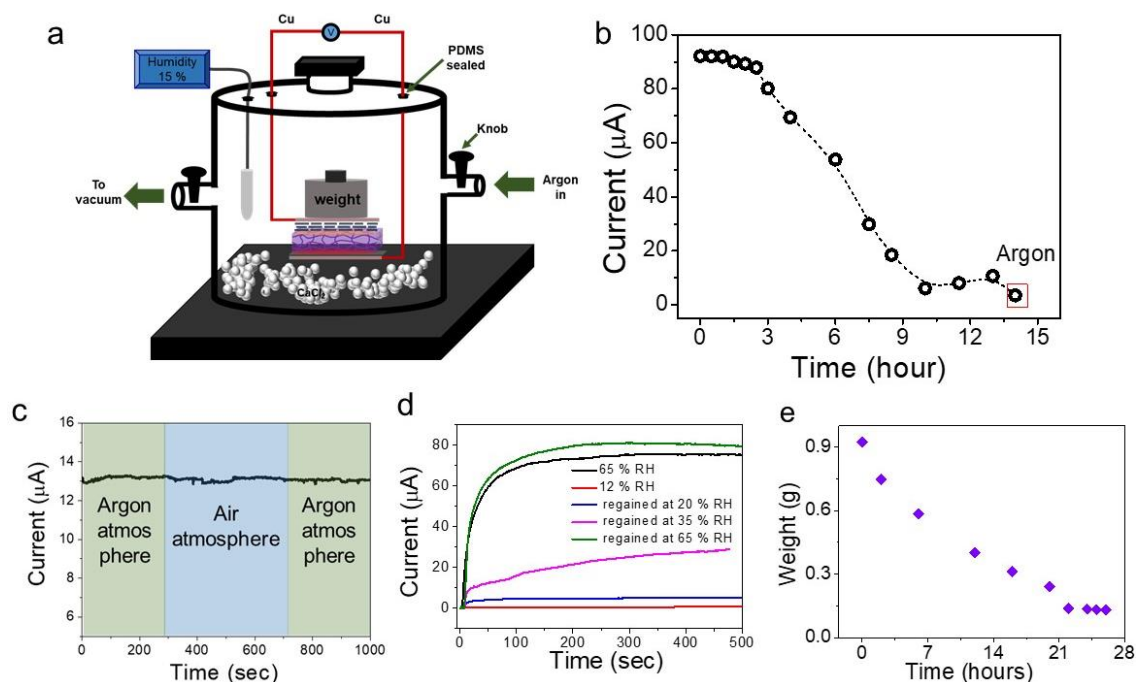 a
Cu
V
Cu
Humidity
15 %
PDMS
sealed
Knob
To
vacuum
Argon
in
weight
CaCl₂
b
100
80
60
40
20
0
Current (µA)
Argon
0 3 6 9 12 15
Time (hour)
c
16
14
12
10
8
6
Current (µA)
Argon
atmos
phere
Air
atmosphere
Argon
atmos
phere
0 200 400 600 800 1000
Time (sec)
d
80
60
40
20
0
Current (µA)
65 % RH
12 % RH
regained at 20 % RH
regained at 35 % RH
regained at 65 % RH
0 100 200 300 400 500
Time (sec)
e
0.9
0.6
0.3
0.0
Weight (g)
0 7 14 21 28
Time (hours)